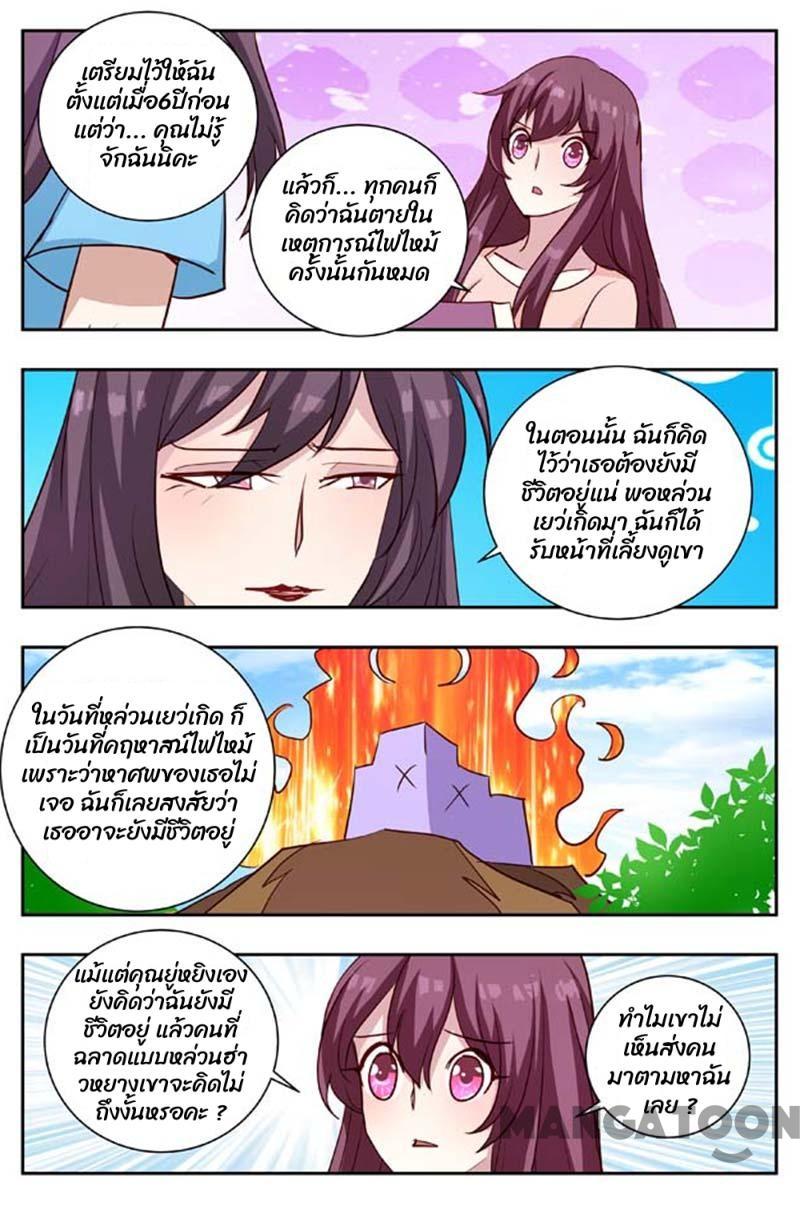 เตรียมไว้ให้ฉัน
ตั้งแต่เมื่อ6ปีก่อน
แต่ว่า... คุณไม่รู้
จักฉันนิคะ
แล้วก็... ทุกคนก็
คิดว่าฉันตายใน
เหตุการณ์ไฟไหม้
ครั้งนั้นกันหมด
ในตอนนั้น ฉันก็คิด
ไว้ว่าเธอต้องยังมี
ชีวิตอยู่แน่ พอหล่วน
เยว่เกิดมา ฉันก็ได้
รับหน้าที่เลี้ยงดูเขา
ในวันที่หล่วนเยว่เกิด ก็
เป็นวันที่คฤหาสน์ไฟไหม้
เพราะว่าหาศพของเธอไม่
เจอ ฉันก็เลยสงสัยว่า
เธออาจะยังมีชีวิตอยู่
แม้แต่คุณยู่หยิงเอง
ยังคิดว่าฉันยังมี
ชีวิตอยู่ แล้วคนที่
ฉลาดแบบหล่วนฮ่า
วหยางเขาจะคิดไม่
ถึงงั้นหรอคะ ?
ทำไมเขาไม่
เห็นส่งคน
มาตามหาฉัน
เลย ?
MANGATOON